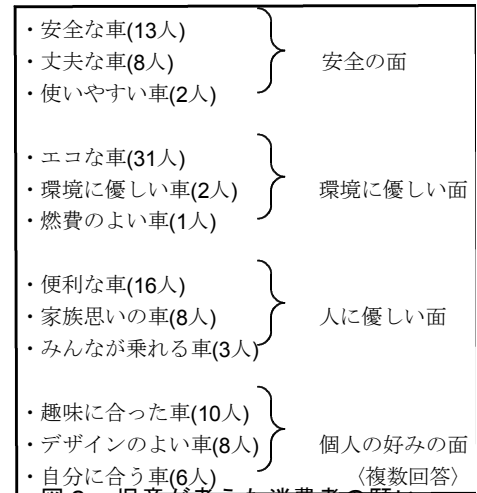 ・安全な車(13人)
・丈夫な車(8人) 安全の面
・使いやすい車(2人)
・エコな車(31人)
・環境に優しい車(2人) 環境に優しい面
・燃費のよい車(1人)
・便利な車(16人)
・家族思いの車(8人) 人に優しい面
・みんなが乗れる車(3人)
・趣味に合った車(10人)
・デザインのよい車(8人) 個人の好みの面
・自分に合う車(6人) 〈複数回答〉